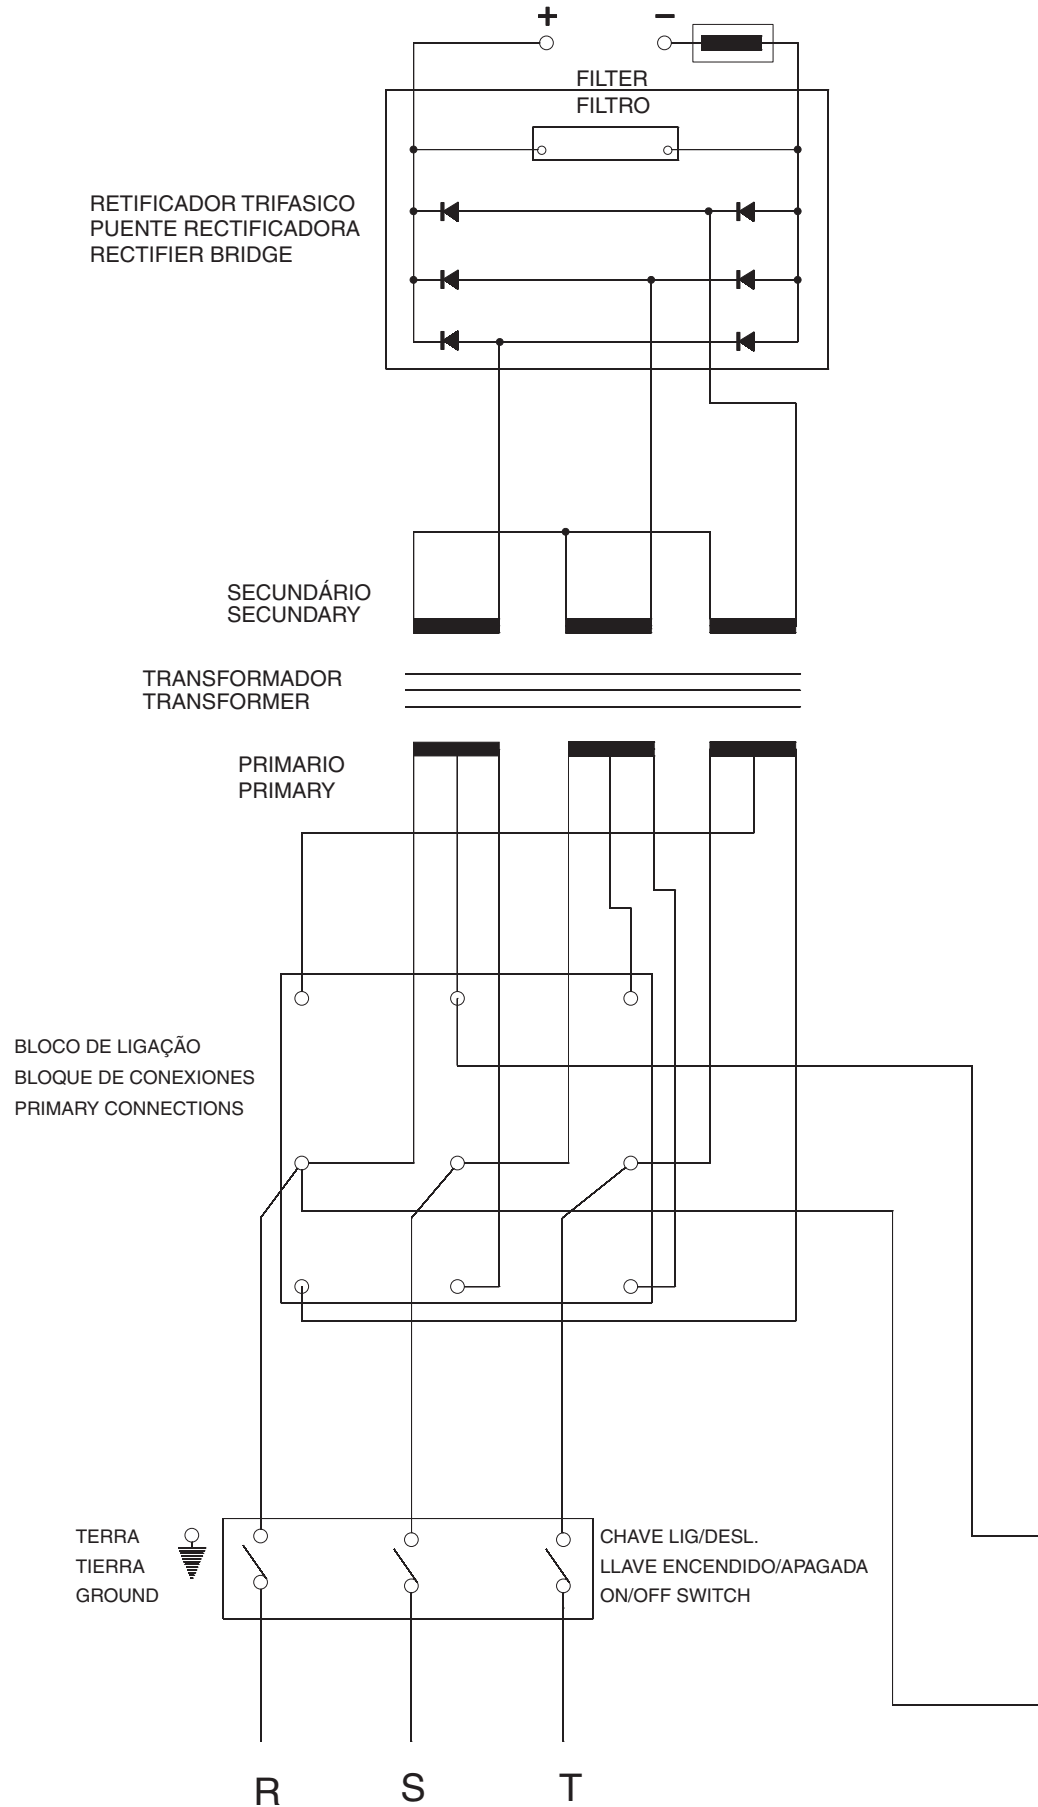 + −
FILTER
FILTRO
RETIFICADOR TRIFASICO
PUENTE RECTIFICADORA
RECTIFIER BRIDGE
SECUNDÁRIO
SECUNDARY
TRANSFORMADOR
TRANSFORMER
PRIMARIO
PRIMARY
BLOCO DE LIGAÇÃO
BLOQUE DE CONEXIONES
PRIMARY CONNECTIONS
TERRA
TIERRA
GROUND
CHAVE LIG/DESL.
LLAVE ENCENDIDO/APAGADA
ON/OFF SWITCH
R S T